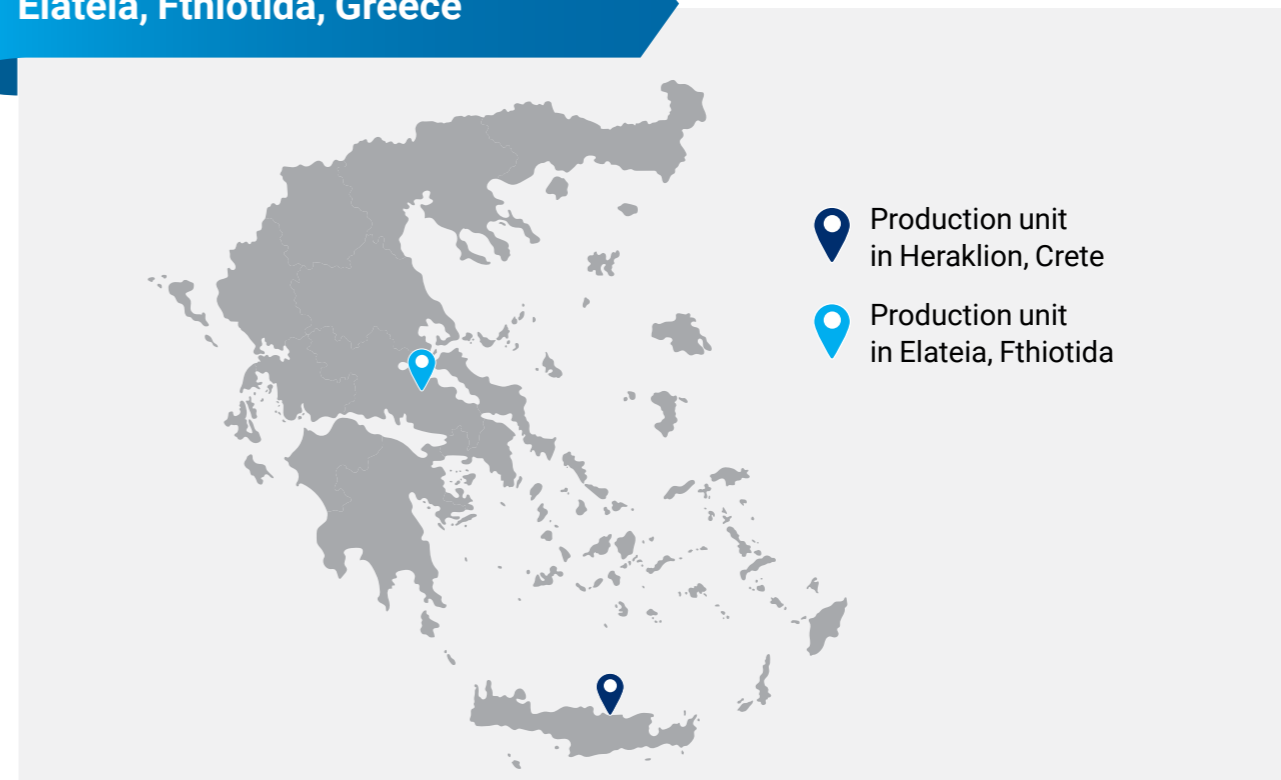 Elateia, Fthiotida, Greece
Production unit
in Heraklion, Crete
Production unit
in Elateia, Fthiotida